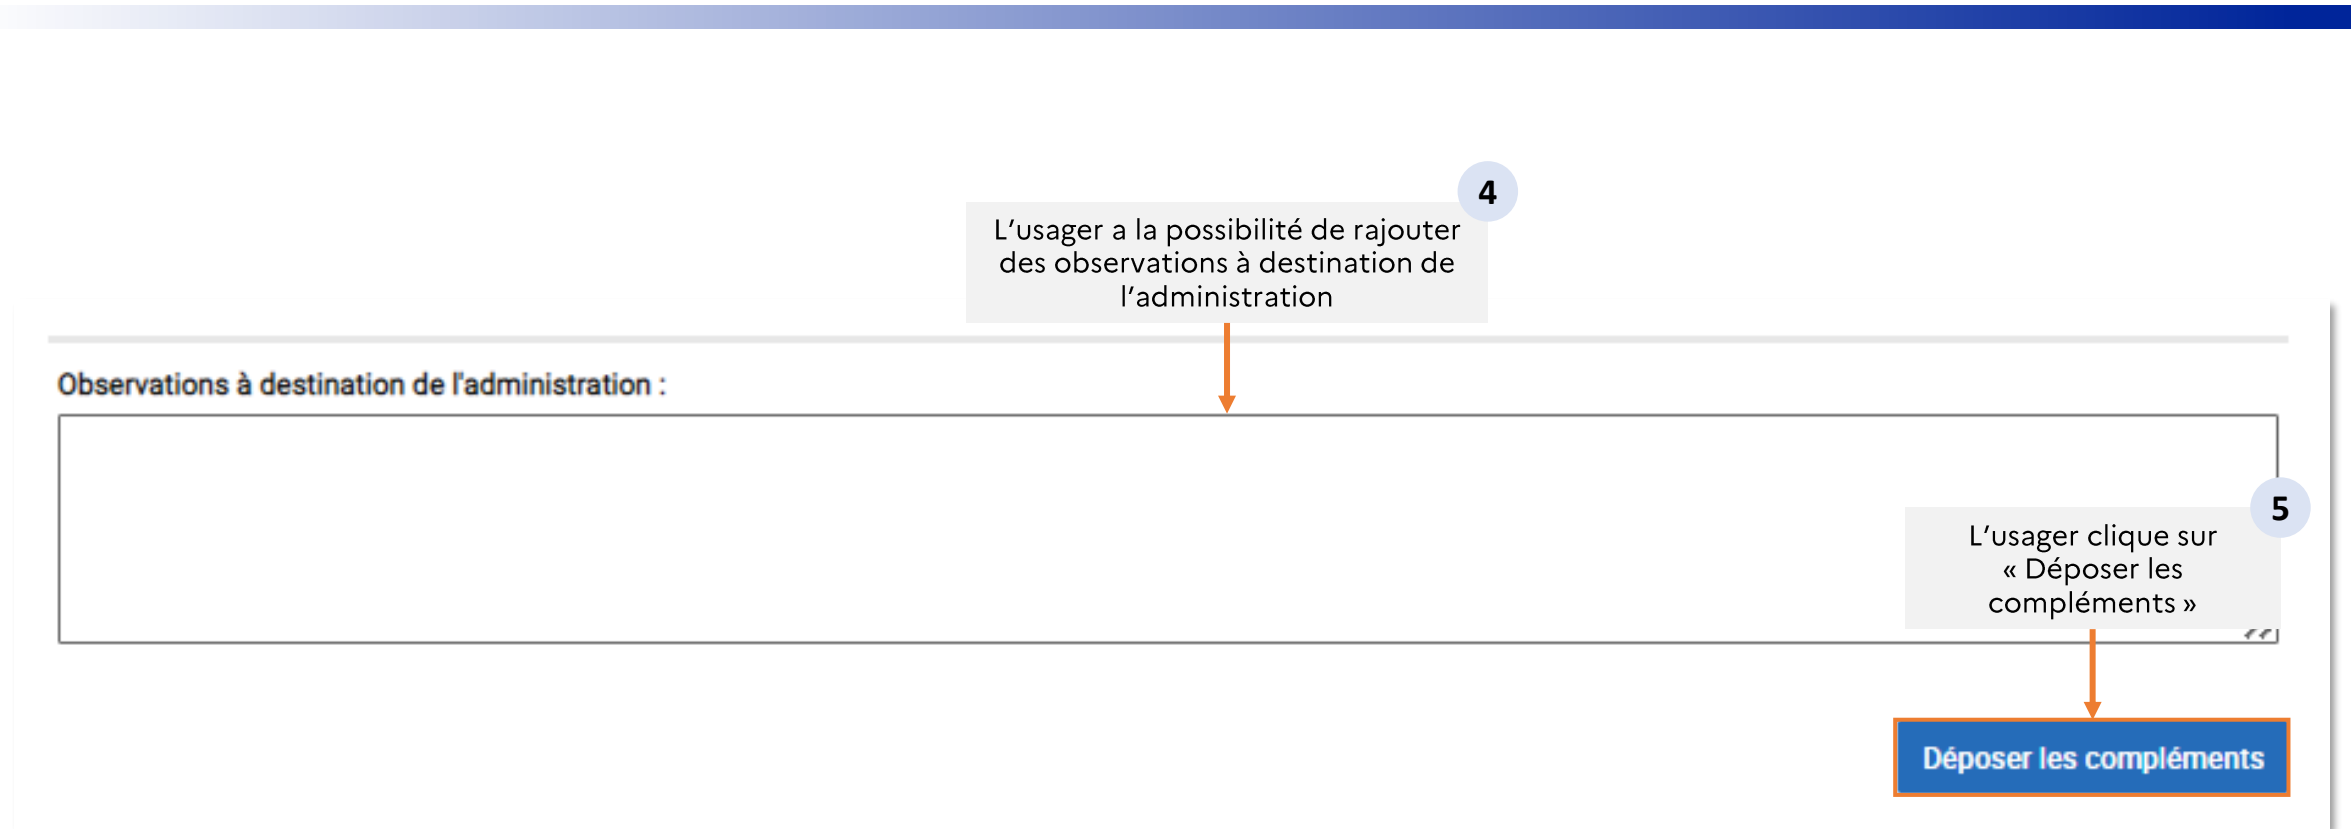 4
L’usager a la possibilité de rajouter
des observations à destination de
l’administration
Observations à destination de l'administration :
5
L’usager clique sur
« Déposer les
compléments »
Déposer les compléments